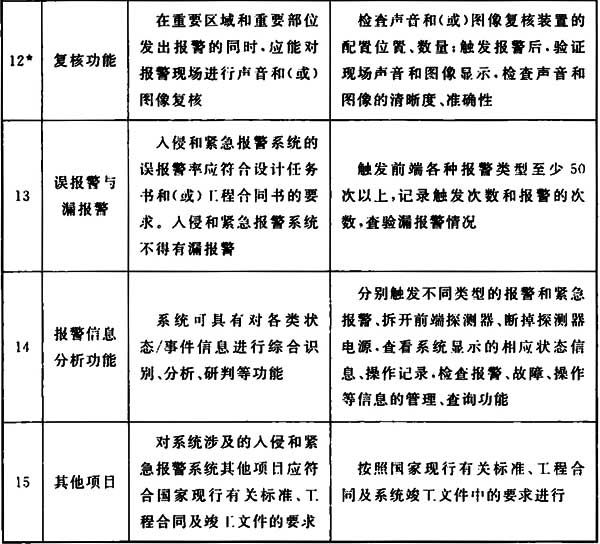 12* 复核功能
在重要区域和重要部位
发出报警的同时,应能对
报警现场进行声音和(或)
图像复核
检查声音和(或)图像复核装置的
配置位置、数量;触发报警后,验证
现场声音和图像显示,检查声音和
图像的清晰度、准确性
13
误报警与
漏报警
入侵和紧急报警系统的
误报警率应符合设计任务
书和(或)工程合同书的要
求。入侵和紧急报警系统
不得有漏报警
触发前端各种报警类型至少 50
次以上,记录触发次数和报警的次
数,查验漏报警情况
14
报警信息
分析功能
系统可具有对各类状
态/事件信息进行综合识
别、分析、研判等功能
分别触发不同类型的报警和紧急
报警、拆开前端探测器、断掉探测器
电源,查看系统显示的相应状态信
息、操作记录,检查报警、故障、操作
等信息的管理、查询功能
15
其他项目
对系统涉及的入侵和紧
急报警系统其他项目应符
合国家现行有关标准、工
程合同及竣工文件的要求
按照国家现行有关标准、工程合
同及系统竣工文件中的要求进行